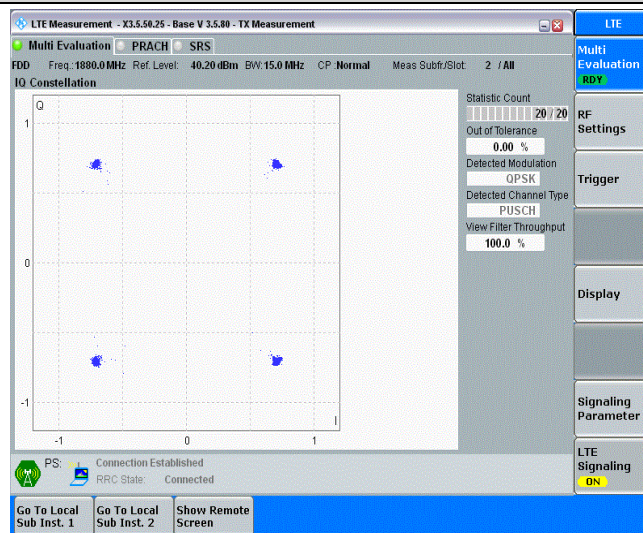 LTE Measurement - X3.5.50.25 - Base V 3.5.80 - TX Measurement
LTE
Multi Evaluation PRACH SRS
Multi
Evaluation
RDY
FDD Freq.:1880.0 MHz Ref. Level: 40.20 dBm BW:15.0 MHz CP :Normal Meas Subfr./Slot: 2 / All
IQ Constellation
Q
1
0
-1
I
-1 0 1
Statistic Count
20 / 20
Out of Tolerance
0.00 %
Detected Modulation
QPSK
Detected Channel Type
PUSCH
View Filter Throughput
100.0 %
RF
Settings
Trigger
Display
Signaling
Parameter
LTE
Signaling
ON
PS: Connection Established
RRC State: Connected
Go To Local
Sub Inst. 1
Go To Local
Sub Inst. 2
Show Remote
Screen